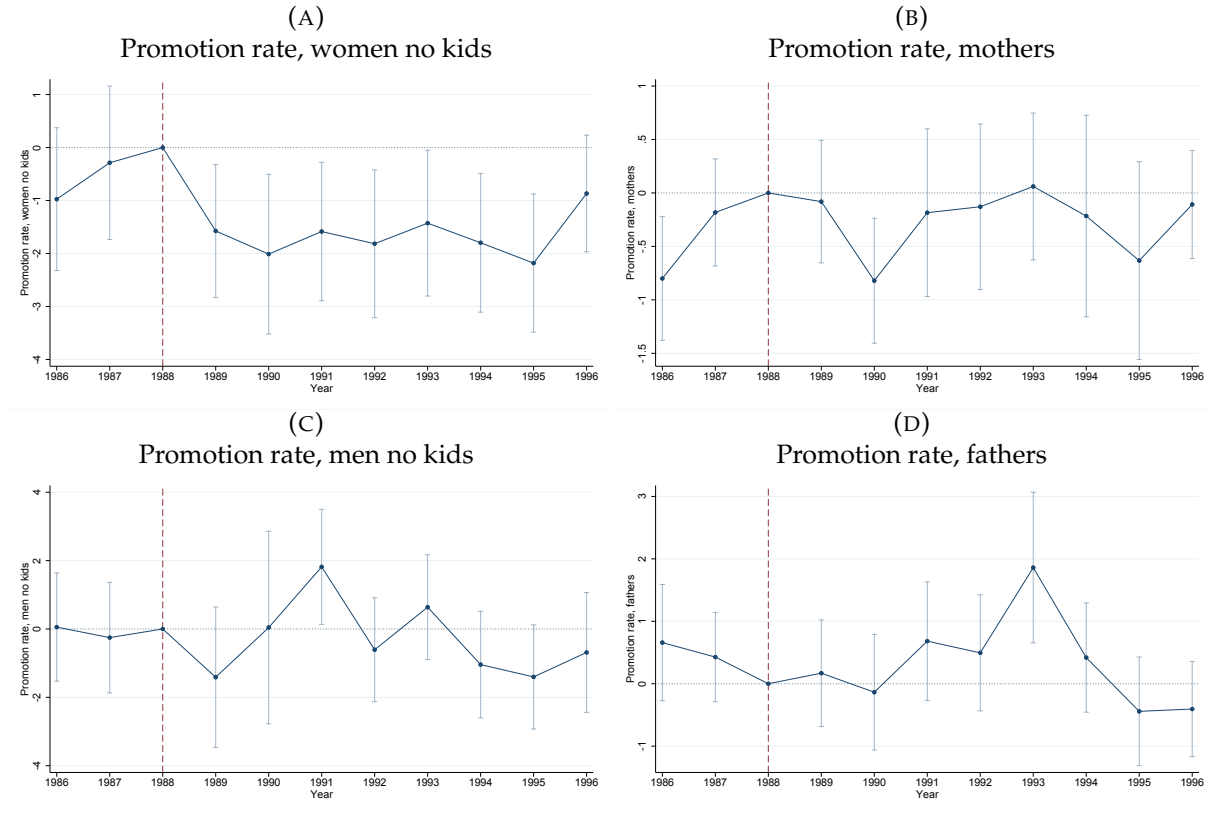 (A)
Promotion rate, women no kids
Promotion rate, women no kids
1
0
-1
-2
-3
-4
1986 1987 1988 1989 1990 1991 1992 1993 1994 1995 1996
Year
(B)
Promotion rate, mothers
Promotion rate, mothers
1
.5
0
-.5
-1
-1.5
1986 1987 1988 1989 1990 1991 1992 1993 1994 1995 1996
Year
(C)
Promotion rate, men no kids
Promotion rate, men no kids
4
2
0
-2
-4
1986 1987 1988 1989 1990 1991 1992 1993 1994 1995 1996
Year
(D)
Promotion rate, fathers
Promotion rate, fathers
3
2
1
0
-1
1986 1987 1988 1989 1990 1991 1992 1993 1994 1995 1996
Year